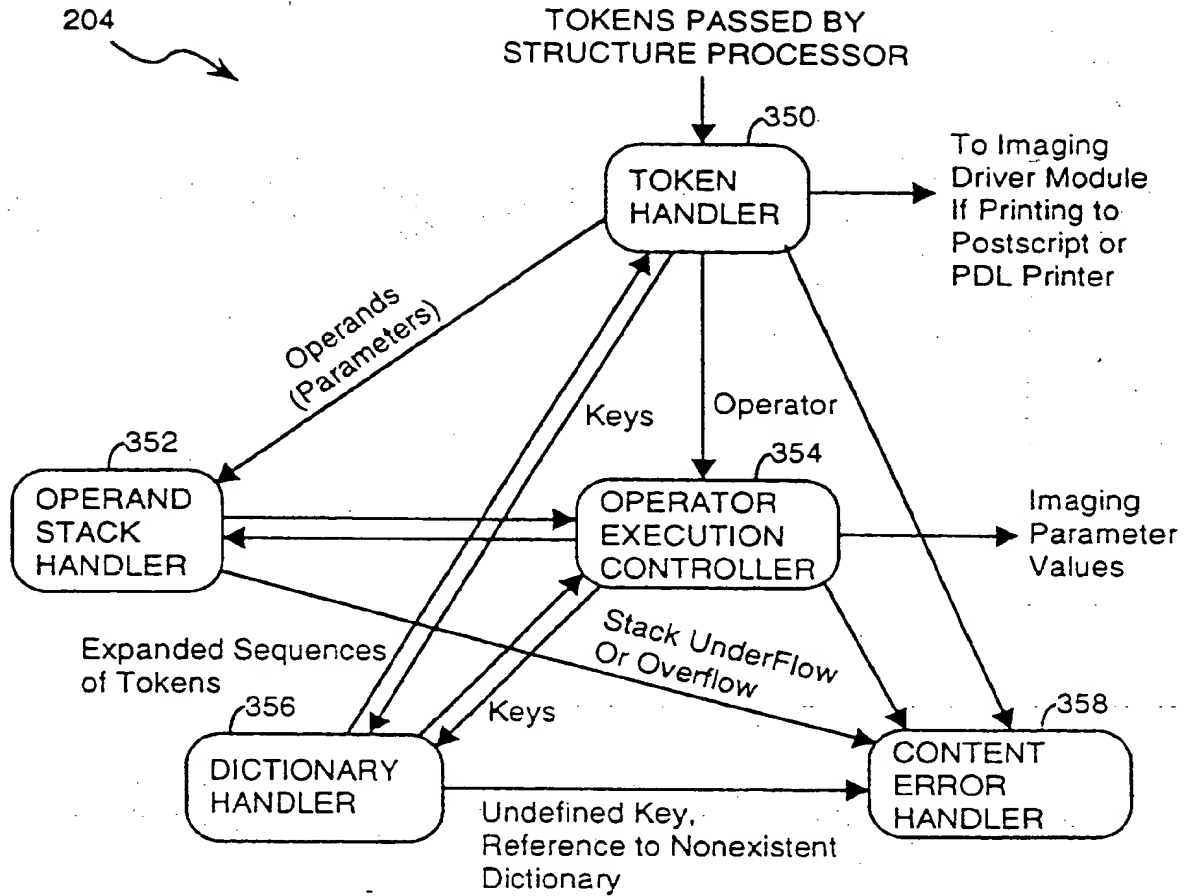 204
TOKENS PASSED BY
STRUCTURE PROCESSOR
350
TOKEN
HANDLER
To Imaging
Driver Module
If Printing to
Postscript or
PDL Printer
Operands
(Parameters)
Keys
Operator
352
OPERAND
STACK
HANDLER
354
OPERATOR
EXECUTION
CONTROLLER
Imaging
Parameter
Values
Stack UnderFlow
Or Overflow
Expanded Sequences
of Tokens
356
Keys
358
DICTIONARY
HANDLER
CONTENT
ERROR
HANDLER
Undefined Key,
Reference to Nonexistent
Dictionary